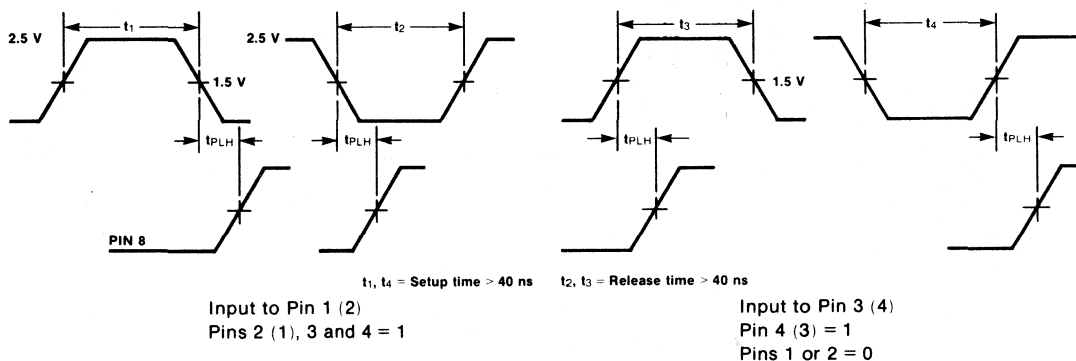 t1 t2 t3 t4
2.5 V 2.5 V
1.5 V 1.5 V
tPLH tPLH tPLH tPLH
PIN 8
t1, t4 = Setup time > 40 ns t2, t3 = Release time > 40 ns
Input to Pin 1 (2)
Pins 2 (1), 3 and 4 = 1
Input to Pin 3 (4)
Pin 4 (3) = 1
Pins 1 or 2 = 0